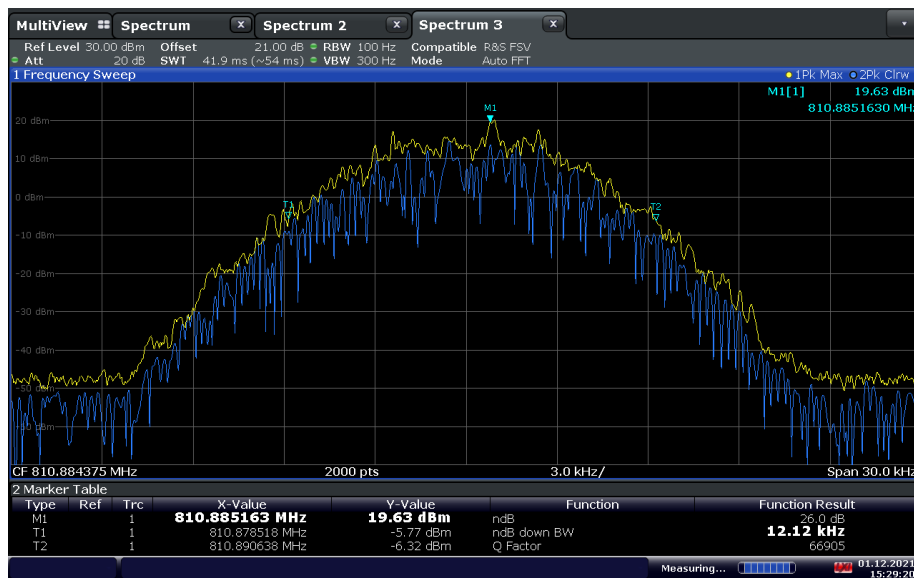 MultiView Spectrum x Spectrum 2 x Spectrum 3 x
Ref Level 30.00 dBm Offset 21.00 dB RBW 100 Hz Compatible R&S FSV
Att 20 dB SWT 41.9 ms (~54 ms) VBW 300 Hz Mode Auto FFT
1 Frequency Sweep 1Pk Max 2Pk Clrw
M1[1] 19.63 dBm
810.8851630 MHz
M1
20 dBm
10 dBm
0 dBm
T1 T2
-10 dBm
-20 dBm
-30 dBm
-40 dBm
-50 dBm
CF 810.884375 MHz 2000 pts 3.0 kHz/ Span 30.0 kHz
2 Marker Table
Type Ref Trc X-Value Y-Value Function Function Result
M1 1 810.885163 MHz 19.63 dBm ndB 26.0 dB
T1 1 810.878518 MHz -5.77 dBm ndB down BW 12.12 kHz
T2 1 810.890638 MHz -6.32 dBm Q Factor 66905
Measuring... 01.12.2021
15:29:20